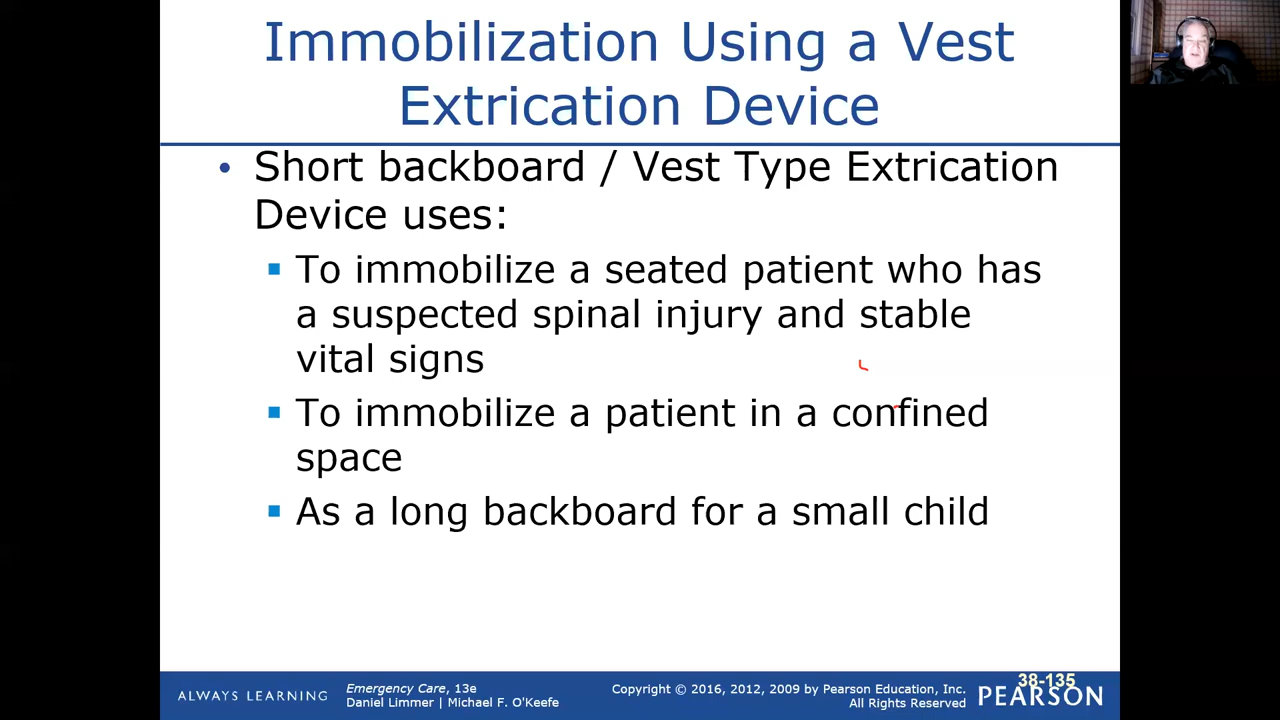 Immobilization Using a Vest
Extrication Device
• Short backboard / Vest Type Extrication
Device uses:
▪ To immobilize a seated patient who has
a suspected spinal injury and stable
vital signs
▪ To immobilize a patient in a confined
space
▪ As a long backboard for a small child
ALWAYS LEARNING
Emergency Care, 13e
Daniel Limmer | Michael F. O'Keefe
Copyright © 2016, 2012, 2009 by Pearson Education, Inc.
All Rights Reserved
38-135
PEARSON